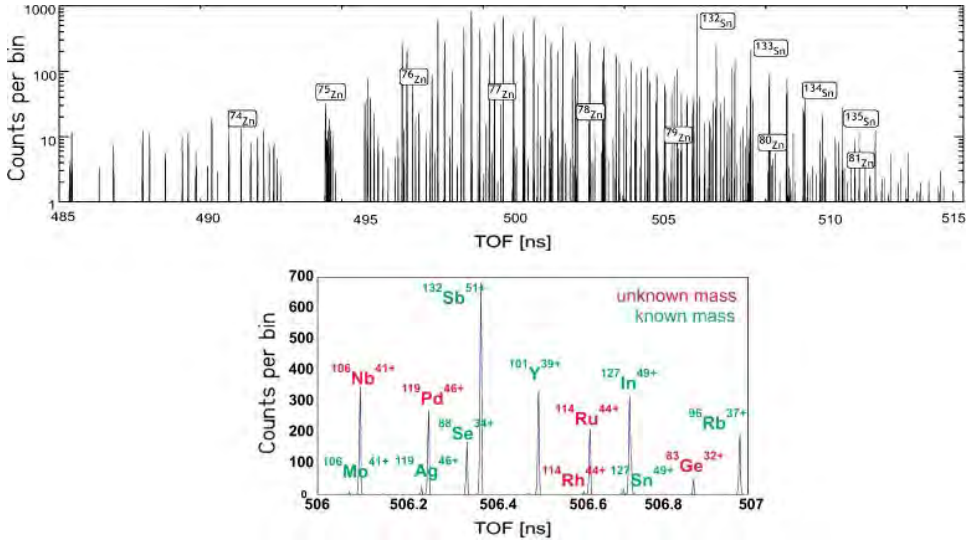 1000
100
10
1
Counts per bin
74Zn
75Zn
76Zn
77Zn
78Zn
79Zn
80Zn
81Zn
132Sn
133Sn
134Sn
135Sn
485
490
495
500
505
510
515
TOF [ns]
700
600
500
400
300
200
100
0
Counts per bin
unknown mass
known mass
132Sb51+
106Nb41+
119Pd46+
88Se34+
101Y39+
127In49+
114Ru44+
96Rb37+
106Mo41+
119Ag46+
114Rh44+
127Sn49+
83Ge32+
506
506.2
506.4
506.6
506.8
507
TOF [ns]